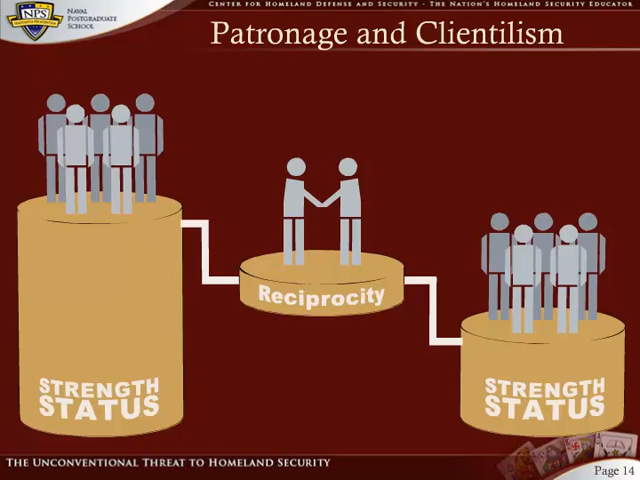 CENTER FOR HOMELAND DEFENSE AND SECURITY - THE NATION'S HOMELAND SECURITY EDUCATOR
NPS
NAVAL
POSTGRADUATE
SCHOOL
Patronage and Clientilism
Reciprocity
STRENGTH
STATUS
STRENGTH
STATUS
THE UNCONVENTIONAL THREAT TO HOMELAND SECURITY
Page 14